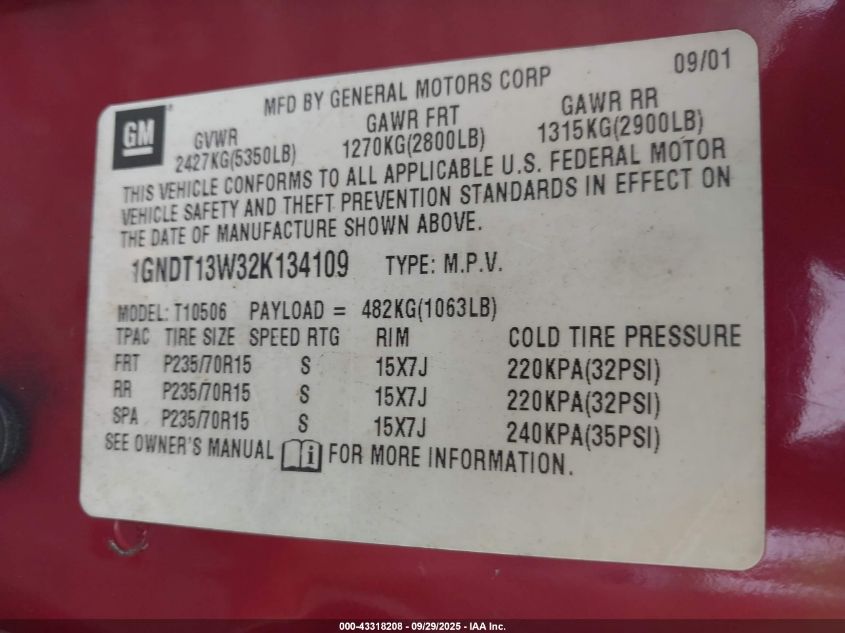 MFD BY GENERAL MOTORS CORP 09/01
GM
GVWR GAWR FRT GAWR RR
2427KG(5350LB) 1270KG(2800LB) 1315KG(2900LB)
THIS VEHICLE CONFORMS TO ALL APPLICABLE U.S. FEDERAL MOTOR
VEHICLE SAFETY AND THEFT PREVENTION STANDARDS IN EFFECT ON
THE DATE OF MANUFACTURE SHOWN ABOVE.
1GNDT13W32K134109 TYPE: M.P.V.
MODEL: T10506 PAYLOAD = 482KG(1063LB)
TPAC TIRE SIZE SPEED RTG RIM COLD TIRE PRESSURE
FRT P235/70R15 S 15X7J 220KPA(32PSI)
RR P235/70R15 S 15X7J 220KPA(32PSI)
SPA P235/70R15 S 15X7J 240KPA(35PSI)
SEE OWNER'S MANUAL i FOR MORE INFORMATION.
000-43318208 - 09/29/2025 - IAA Inc.